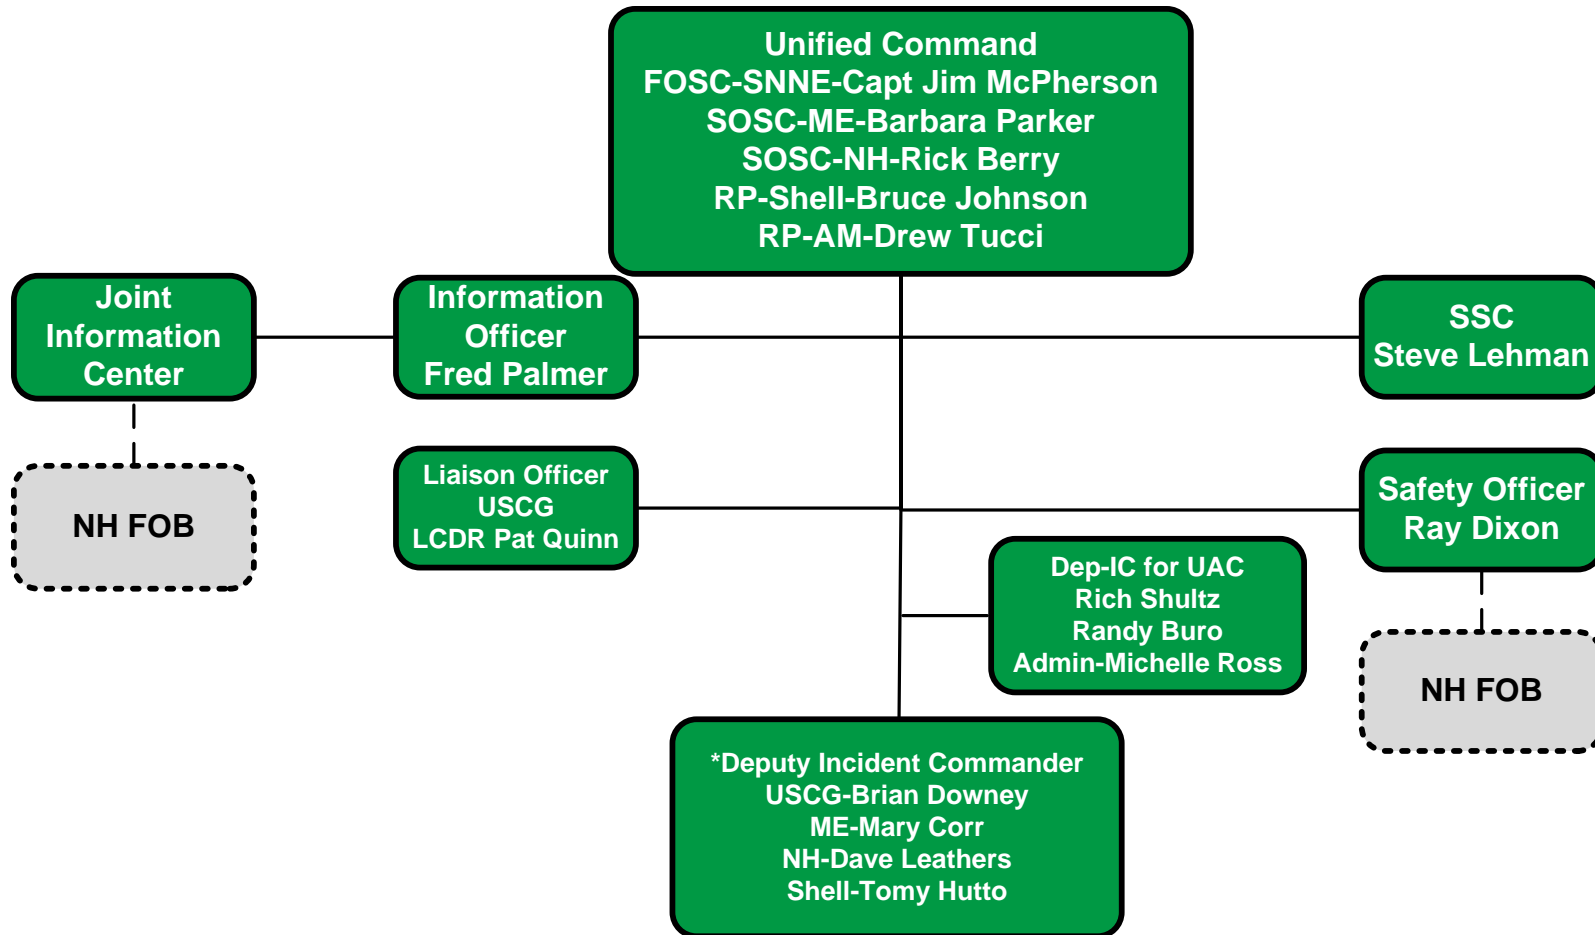 Unified Command
FOSC-SNNE-Capt Jim McPherson
SOSC-ME-Barbara Parker
SOSC-NH-Rick Berry
RP-Shell-Bruce Johnson
RP-AM-Drew Tucci
Joint
Information
Center
Information
Officer
Fred Palmer
SSC
Steve Lehman
NH FOB
Liaison Officer
USCG
LCDR Pat Quinn
Safety Officer
Ray Dixon
Dep-IC for UAC
Rich Shultz
Randy Buro
Admin-Michelle Ross
NH FOB
*Deputy Incident Commander
USCG-Brian Downey
ME-Mary Corr
NH-Dave Leathers
Shell-Tomy Hutto